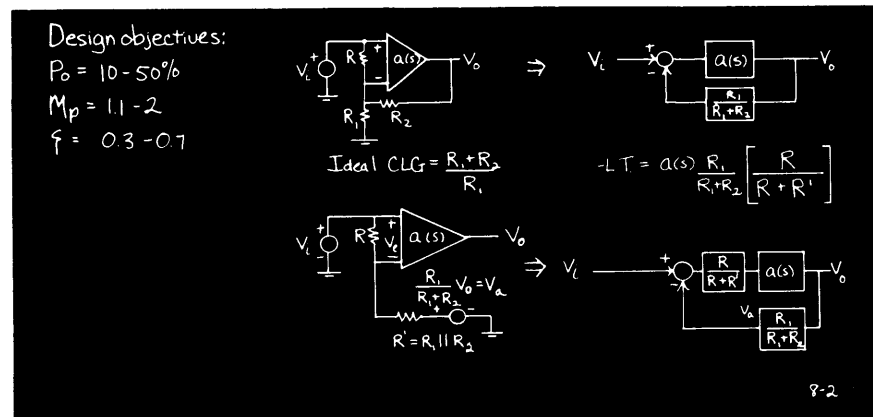 Design objectives:
P₀ = 10 - 50%
Mp = 1.1 - 2
ζ = 0.3 - 0.7
Vi + - R + - a(s) Vo
R₁ R₂
⇒
Vi + - a(s) Vo
R₁/(R₁+R₂)
Ideal CLG = (R₁+R₂)/R₁
-L.T. = a(s) R₁/(R₁+R₂) [R/(R+R')]
Vi + - R + Ve - a(s) Vo
R₁/(R₁+R₂) Vo = Va
+ -
R' = R₁ || R₂
⇒
Vi + - R/(R+R') a(s) Vo
Va R₁/(R₁+R₂)
8-2